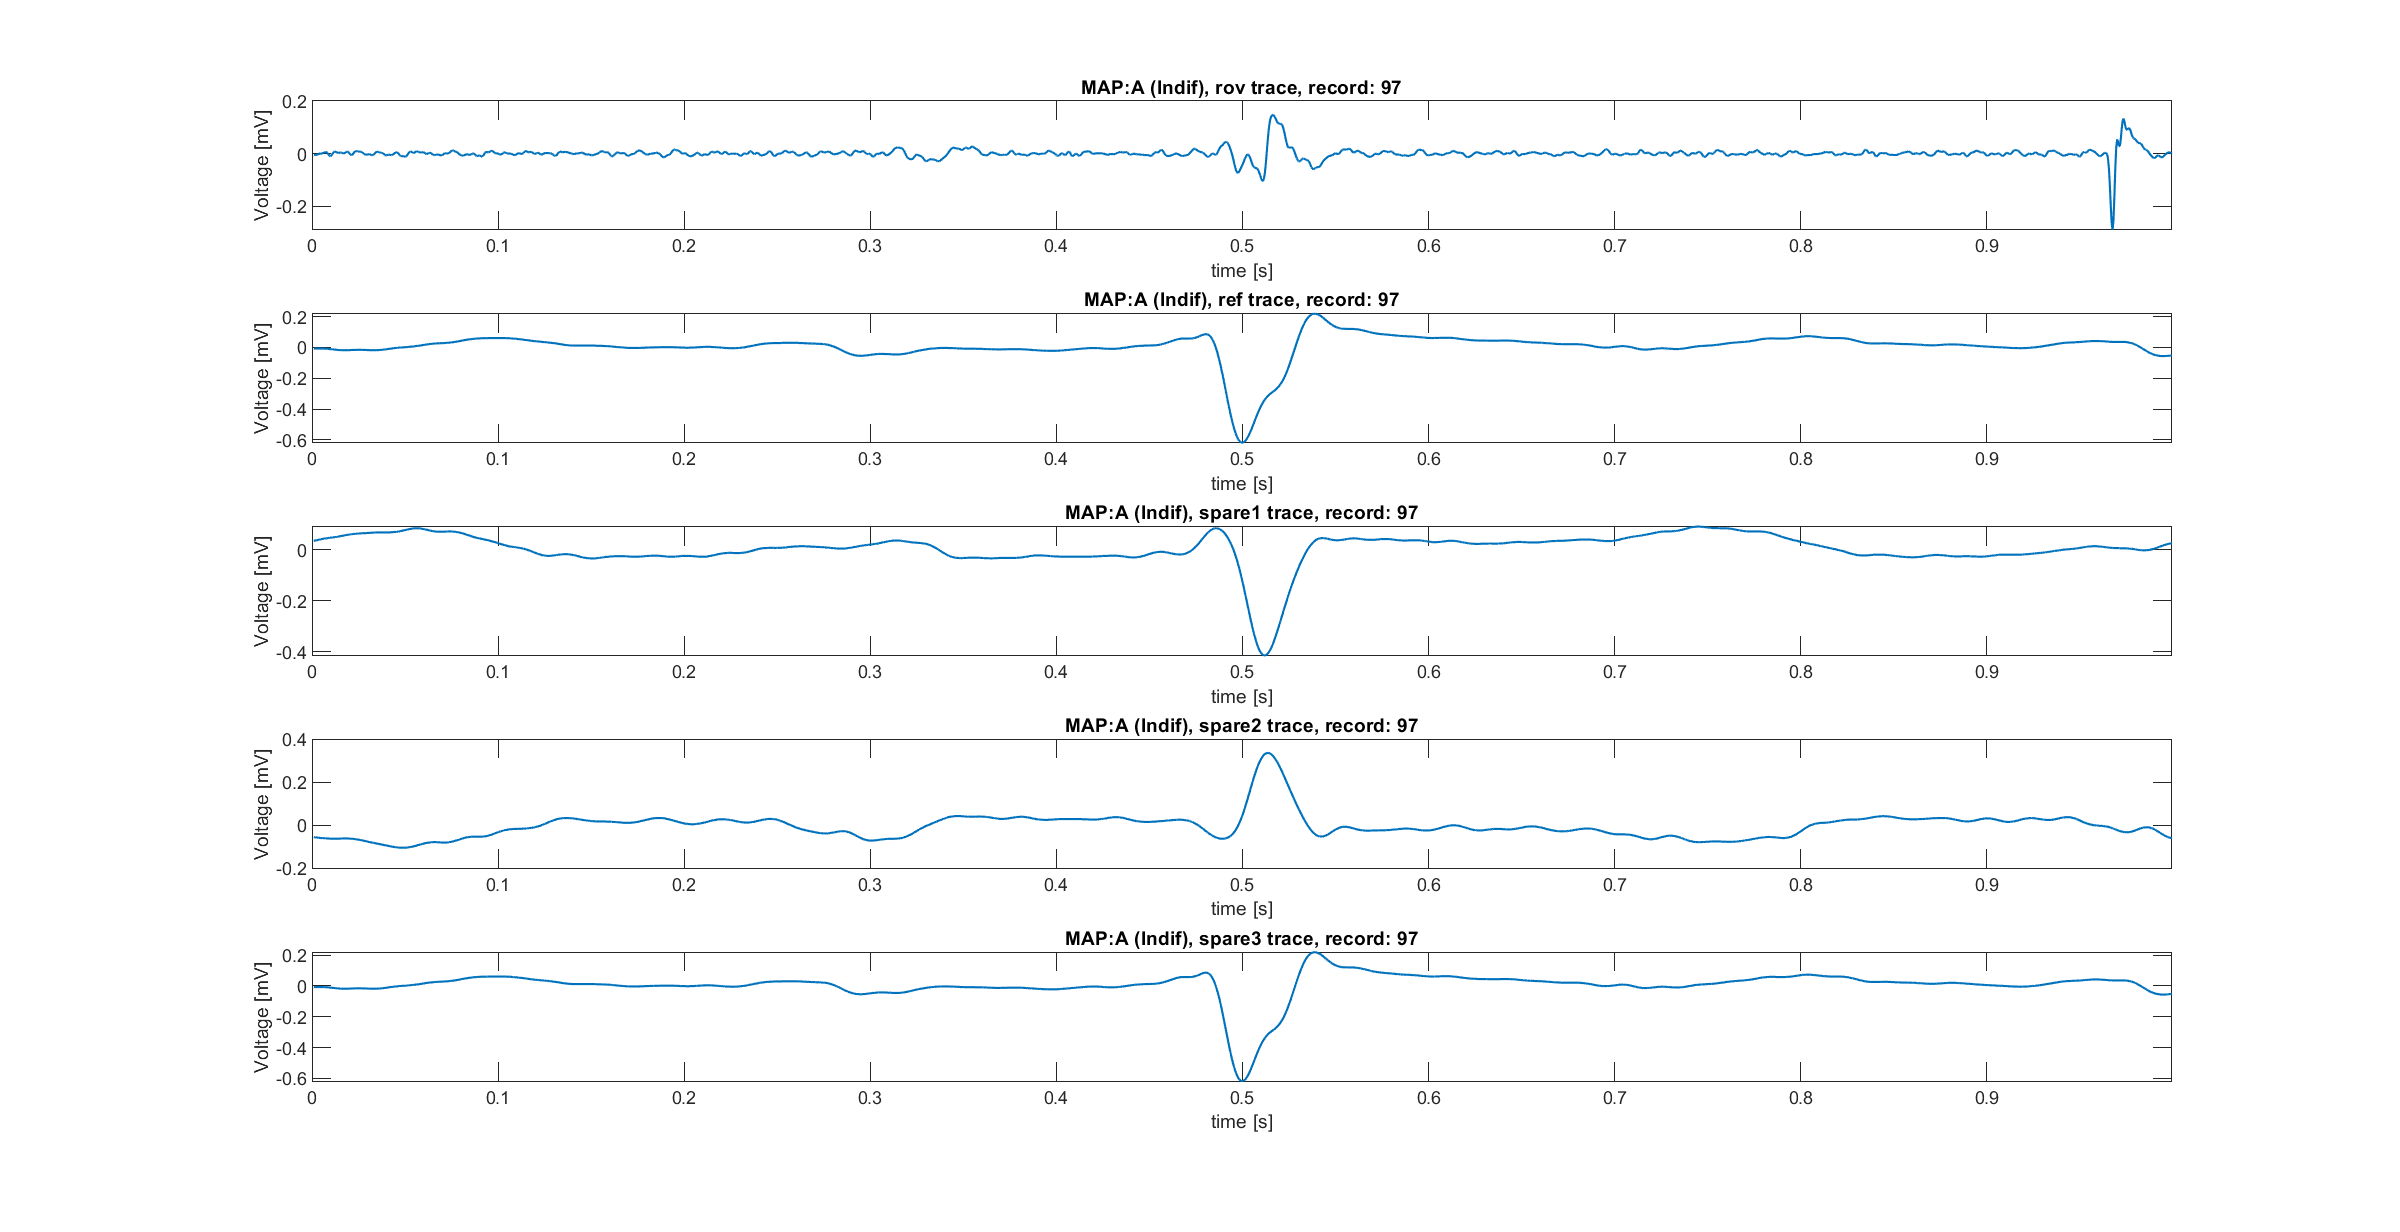 MAP:A (Indif), rov trace, record: 97
Voltage [mV]
0.2
0
-0.2
0 0.1 0.2 0.3 0.4 0.5 0.6 0.7 0.8 0.9
time [s]
MAP:A (Indif), ref trace, record: 97
Voltage [mV]
0.2
0
-0.2
-0.4
-0.6
0 0.1 0.2 0.3 0.4 0.5 0.6 0.7 0.8 0.9
time [s]
MAP:A (Indif), spare1 trace, record: 97
Voltage [mV]
0
-0.2
-0.4
0 0.1 0.2 0.3 0.4 0.5 0.6 0.7 0.8 0.9
time [s]
MAP:A (Indif), spare2 trace, record: 97
Voltage [mV]
0.4
0.2
0
-0.2
0 0.1 0.2 0.3 0.4 0.5 0.6 0.7 0.8 0.9
time [s]
MAP:A (Indif), spare3 trace, record: 97
Voltage [mV]
0.2
0
-0.2
-0.4
-0.6
0 0.1 0.2 0.3 0.4 0.5 0.6 0.7 0.8 0.9
time [s]